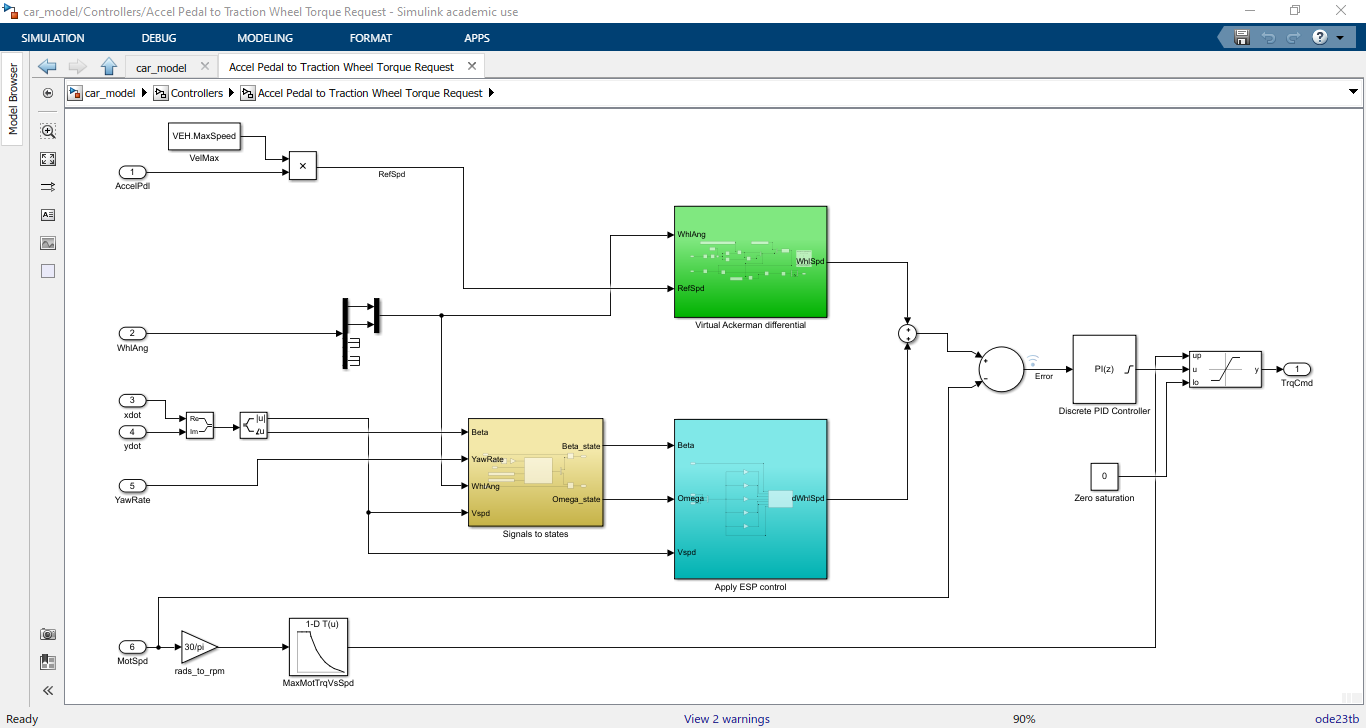 car_model/Controllers/Accel Pedal to Traction Wheel Torque Request - Simulink academic use
SIMULATION DEBUG MODELING FORMAT APPS
Model Browser
car_model Accel Pedal to Traction Wheel Torque Request
car_model Controllers Accel Pedal to Traction Wheel Torque Request
VEH.MaxSpeed
VelMax
1
AccelPdl
×
RefSpd
WhlAng
RefSpd
WhlSpd
Virtual Ackerman differential
2
WhlAng
3
xdot
4
ydot
5
YawRate
Re
Im
|u|
∠u
Beta
YawRate
WhlAng
Vspd
Beta_state
Omega_state
Signals to states
Beta
Omega
Vspd
dWhlSpd
Apply ESP control
+
+
+
−
Error
PI(z)
Discrete PID Controller
up
u
lo
y
1
TrqCmd
0
Zero saturation
6
MotSpd
30/pi
rads_to_rpm
1-D T(u)
MaxMotTrqVsSpd
Ready View 2 warnings 90% ode23tb